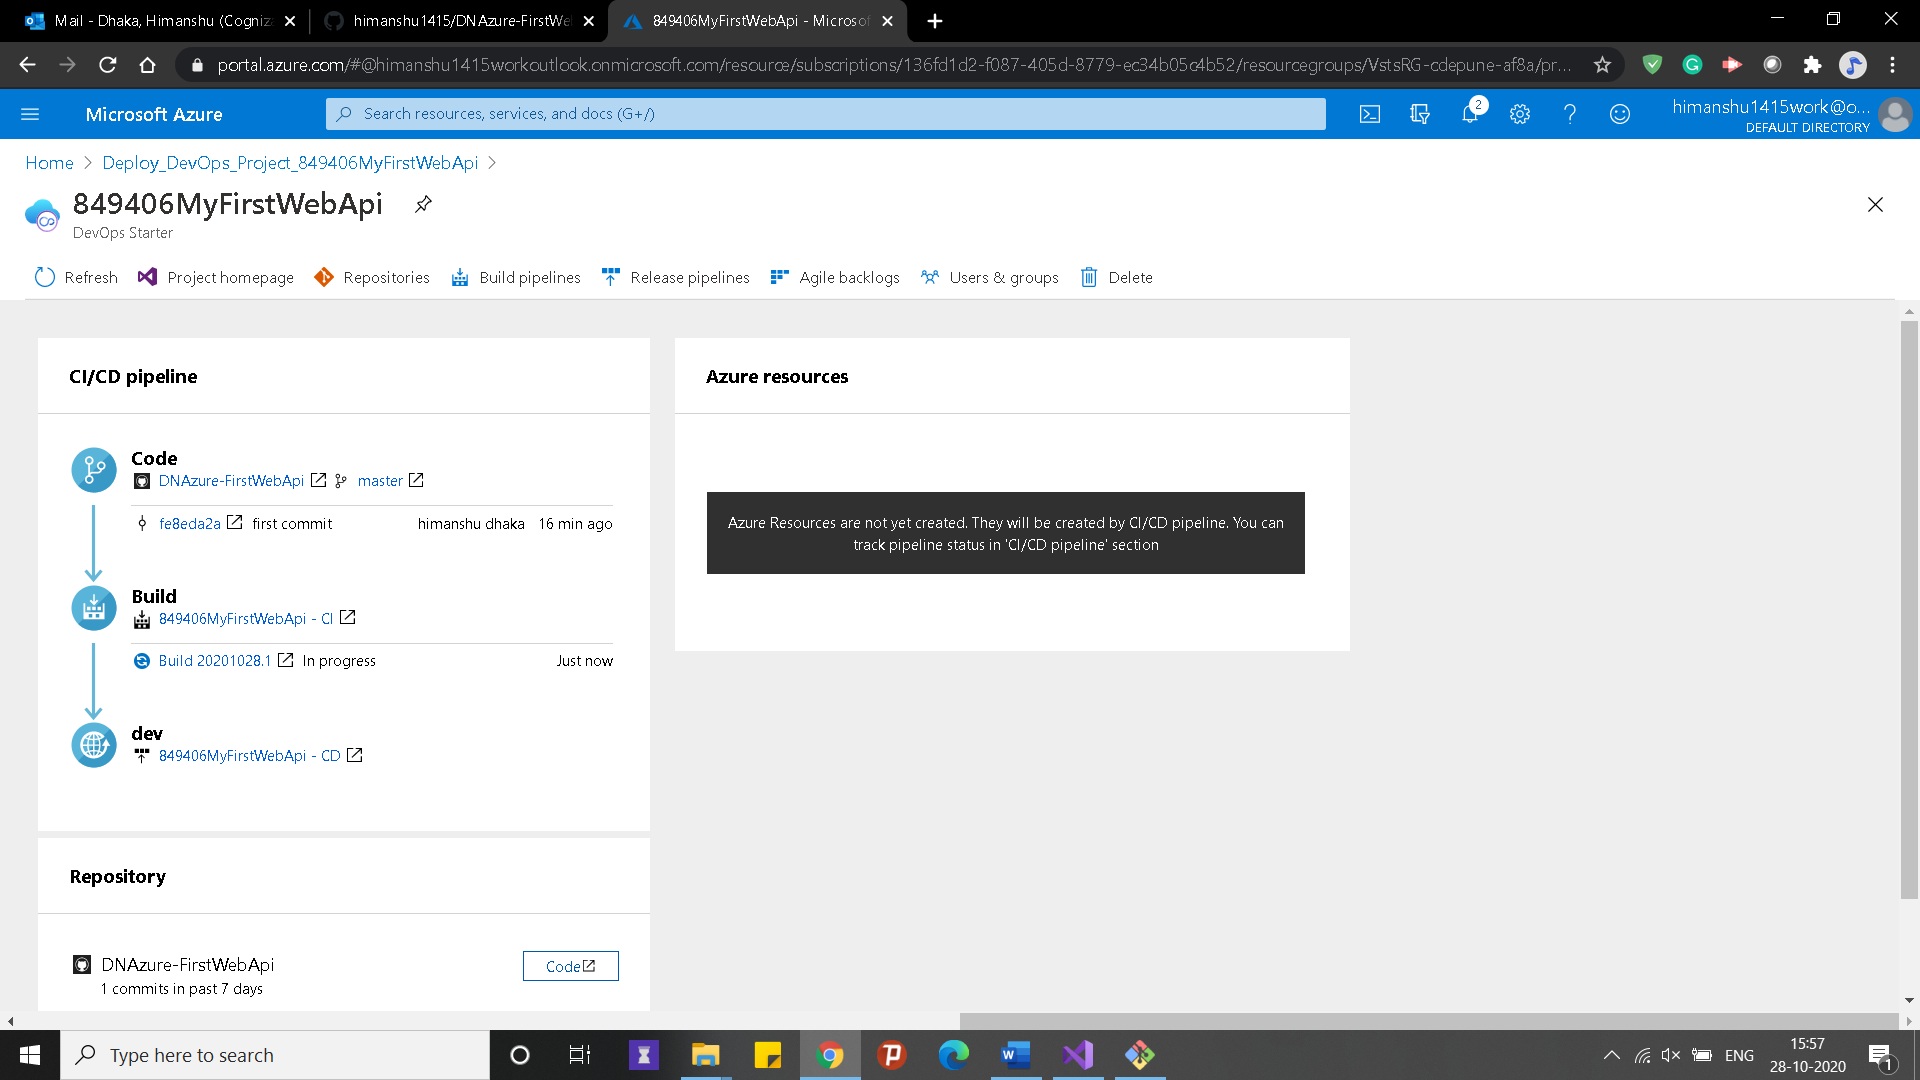 Mail - Dhaka, Himanshu (Cogniz
himanshu1415/DNAzure-FirstWe
849406MyFirstWebApi - Microsof
portal.azure.com/#@himanshu1415workoutlook.onmicrosoft.com/resource/subscriptions/136fd1d2-f087-405d-8779-ec34b05c4b52/resourcegroups/VstsRG-cdepune-af8a/pr...
Microsoft Azure
Search resources, services, and docs (G+/)
2
himanshu1415work@o...
DEFAULT DIRECTORY
Home > Deploy_DevOps_Project_849406MyFirstWebApi >
849406MyFirstWebApi
DevOps Starter
Refresh Project homepage Repositories Build pipelines Release pipelines Agile backlogs Users & groups Delete
CI/CD pipeline
Code
DNAzure-FirstWebApi master
fe8eda2a first commit himanshu dhaka 16 min ago
Build
849406MyFirstWebApi - CI
Build 20201028.1 In progress Just now
dev
849406MyFirstWebApi - CD
Azure resources
Azure Resources are not yet created. They will be created by CI/CD pipeline. You can
track pipeline status in 'CI/CD pipeline' section
Repository
DNAzure-FirstWebApi
1 commits in past 7 days
Code
Type here to search
ENG
15:57
28-10-2020
1